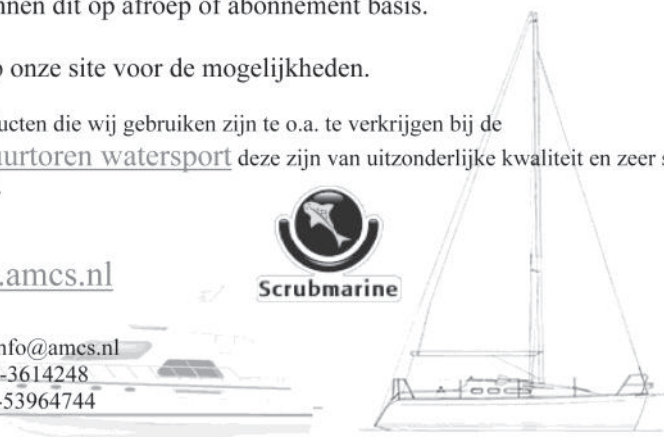 nnen dit op afroep of abonnement basis.
onze site voor de mogelijkheden.
ucten die wij gebruiken zijn te o.a. te verkrijgen bij de
urtoren watersport deze zijn van uitzonderlijke kwaliteit en zeer s
.amcs.nl
Scrubmarine
nfo@amcs.nl
-3614248
-53964744